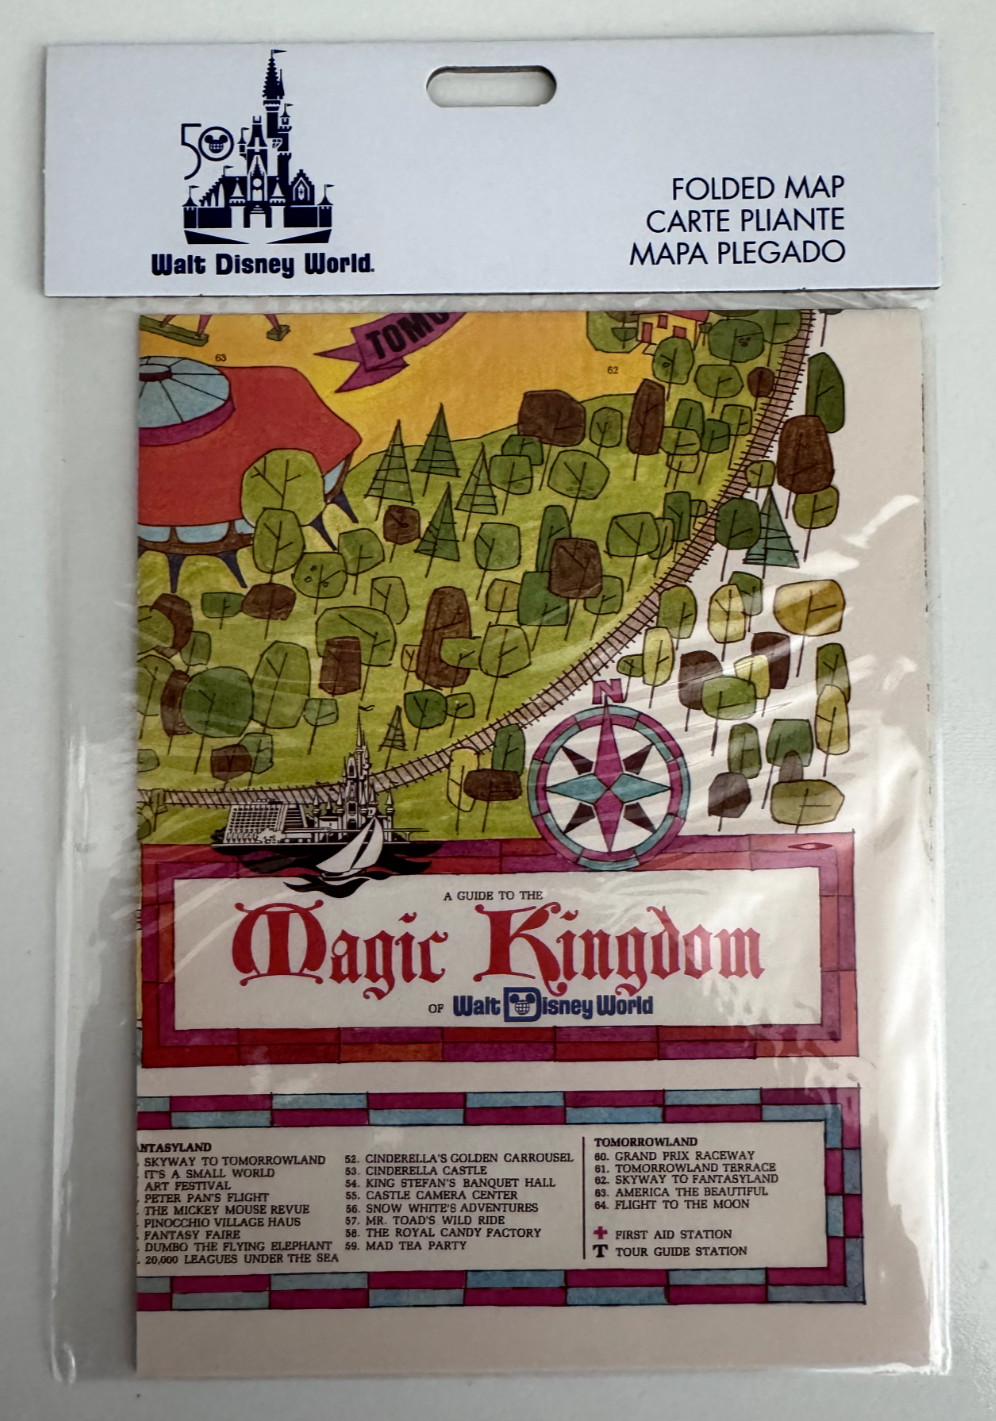 50
Walt Disney World.
FOLDED MAP
CARTE PLIANTE
MAPA PLEGADO
TOMO
63
62
N
A GUIDE TO THE
Magic Kingdom
OF Walt Disney World
NTASYLAND
. SKYWAY TO TOMORROWLAND
. IT'S A SMALL WORLD
. ART FESTIVAL
. PETER PAN'S FLIGHT
. THE MICKEY MOUSE REVUE
. PINOCCHIO VILLAGE HAUS
. FANTASY FAIRE
. DUMBO THE FLYING ELEPHANT
. 20,000 LEAGUES UNDER THE SEA
52. CINDERELLA'S GOLDEN CARROUSEL
53. CINDERELLA CASTLE
54. KING STEFAN'S BANQUET HALL
55. CASTLE CAMERA CENTER
56. SNOW WHITE'S ADVENTURES
57. MR. TOAD'S WILD RIDE
58. THE ROYAL CANDY FACTORY
59. MAD TEA PARTY
TOMORROWLAND
60. GRAND PRIX RACEWAY
61. TOMORROWLAND TERRACE
62. SKYWAY TO FANTASYLAND
63. AMERICA THE BEAUTIFUL
64. FLIGHT TO THE MOON
FIRST AID STATION
T TOUR GUIDE STATION